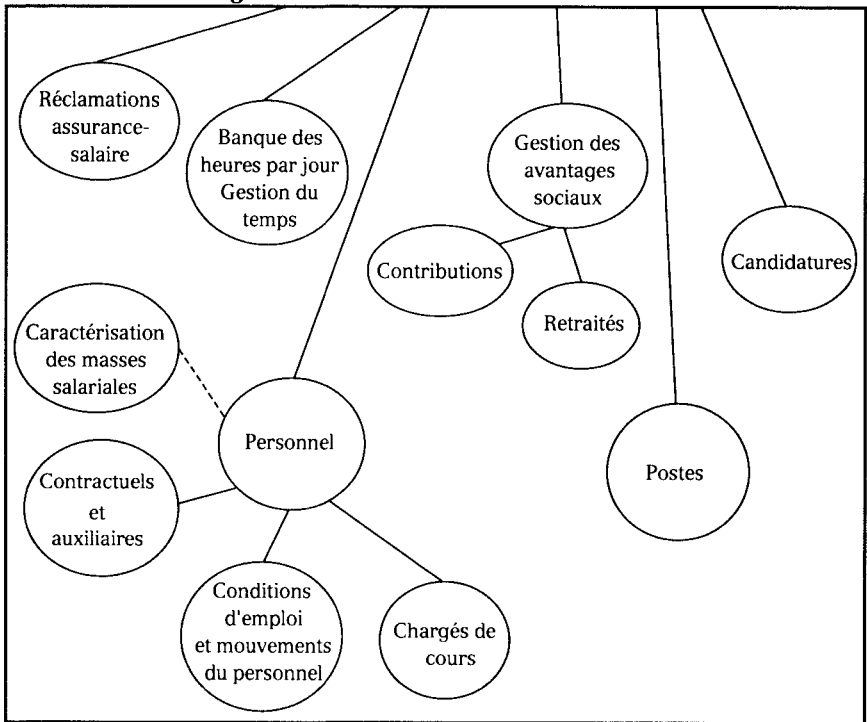 Réclamations
assurance-
salaire
Banque des
heures par jour
Gestion du
temps
Gestion des
avantages
sociaux
Contributions
Retraités
Candidatures
Caractérisation
des masses
salariales
Personnel
Postes
Contractuels
et
auxiliaires
Conditions
d'emploi
et mouvements
du personnel
Chargés de
cours